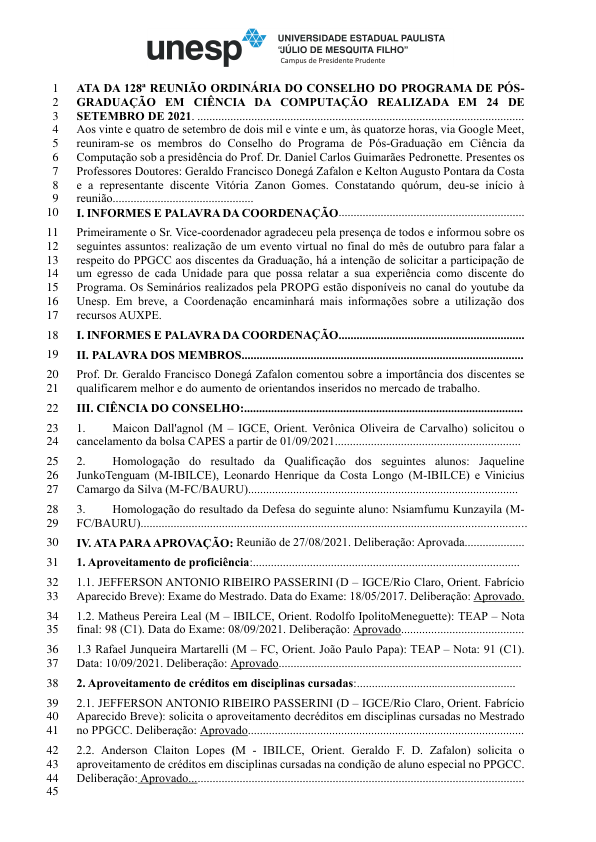 unesp
UNIVERSIDADE ESTADUAL PAULISTA
"JÚLIO DE MESQUITA FILHO"
Campus de Presidente Prudente
1 ATA DA 128ª REUNIÃO ORDINÁRIA DO CONSELHO DO PROGRAMA DE PÓS-
2 GRADUAÇÃO EM CIÊNCIA DA COMPUTAÇÃO REALIZADA EM 24 DE
3 SETEMBRO DE 2021. .............................................................................................................
4 Aos vinte e quatro de setembro de dois mil e vinte e um, às quatorze horas, via Google Meet,
5 reuniram-se os membros do Conselho do Programa de Pós-Graduação em Ciência da
6 Computação sob a presidência do Prof. Dr. Daniel Carlos Guimarães Pedronette. Presentes os
7 Professores Doutores: Geraldo Francisco Donegá Zafalon e Kelton Augusto Pontara da Costa
8 e a representante discente Vitória Zanon Gomes. Constatando quórum, deu-se início à
9 reunião...............................................
10 I. INFORMES E PALAVRA DA COORDENAÇÃO..............................................................
11 Primeiramente o Sr. Vice-coordenador agradeceu pela presença de todos e informou sobre os
12 seguintes assuntos: realização de um evento virtual no final do mês de outubro para falar a
13 respeito do PPGCC aos discentes da Graduação, há a intenção de solicitar a participação de
14 um egresso de cada Unidade para que possa relatar a sua experiência como discente do
15 Programa. Os Seminários realizados pela PROPG estão disponíveis no canal do youtube da
16 Unesp. Em breve, a Coordenação encaminhará mais informações sobre a utilização dos
17 recursos AUXPE.
18 I. INFORMES E PALAVRA DA COORDENAÇÃO..............................................................
19 II. PALAVRA DOS MEMBROS..............................................................................................
20 Prof. Dr. Geraldo Francisco Donegá Zafalon comentou sobre a importância dos discentes se
21 qualificarem melhor e do aumento de orientandos inseridos no mercado de trabalho.
22 III. CIÊNCIA DO CONSELHO:.............................................................................................
23 1. Maicon Dall'agnol (M – IGCE, Orient. Verônica Oliveira de Carvalho) solicitou o
24 cancelamento da bolsa CAPES a partir de 01/09/2021..............................................................
25 2. Homologação do resultado da Qualificação dos seguintes alunos: Jaqueline
26 JunkoTenguam (M-IBILCE), Leonardo Henrique da Costa Longo (M-IBILCE) e Vinicius
27 Camargo da Silva (M-FC/BAURU)..........................................................................................
28 3. Homologação do resultado da Defesa do seguinte aluno: Nsiamfumu Kunzayila (M-
29 FC/BAURU)................................................................................................................................
30 IV. ATA PARA APROVAÇÃO: Reunião de 27/08/2021. Deliberação: Aprovada....................
31 1. Aproveitamento de proficiência:.........................................................................................
32 1.1. JEFFERSON ANTONIO RIBEIRO PASSERINI (D – IGCE/Rio Claro, Orient. Fabrício
33 Aparecido Breve): Exame do Mestrado. Data do Exame: 18/05/2017. Deliberação: Aprovado.
34 1.2. Matheus Pereira Leal (M – IBILCE, Orient. Rodolfo IpolitoMeneguette): TEAP – Nota
35 final: 98 (C1). Data do Exame: 08/09/2021. Deliberação: Aprovado.........................................
36 1.3 Rafael Junqueira Martarelli (M – FC, Orient. João Paulo Papa): TEAP – Nota: 91 (C1).
37 Data: 10/09/2021. Deliberação: Aprovado.................................................................................
38 2. Aproveitamento de créditos em disciplinas cursadas:.....................................................
39 2.1. JEFFERSON ANTONIO RIBEIRO PASSERINI (D – IGCE/Rio Claro, Orient. Fabrício
40 Aparecido Breve): solicita o aproveitamento decréditos em disciplinas cursadas no Mestrado
41 no PPGCC. Deliberação: Aprovado............................................................................................
42 2.2. Anderson Claiton Lopes (M - IBILCE, Orient. Geraldo F. D. Zafalon) solicita o
43 aproveitamento de créditos em disciplinas cursadas na condição de aluno especial no PPGCC.
44 Deliberação: Aprovado................................................................................................................
45